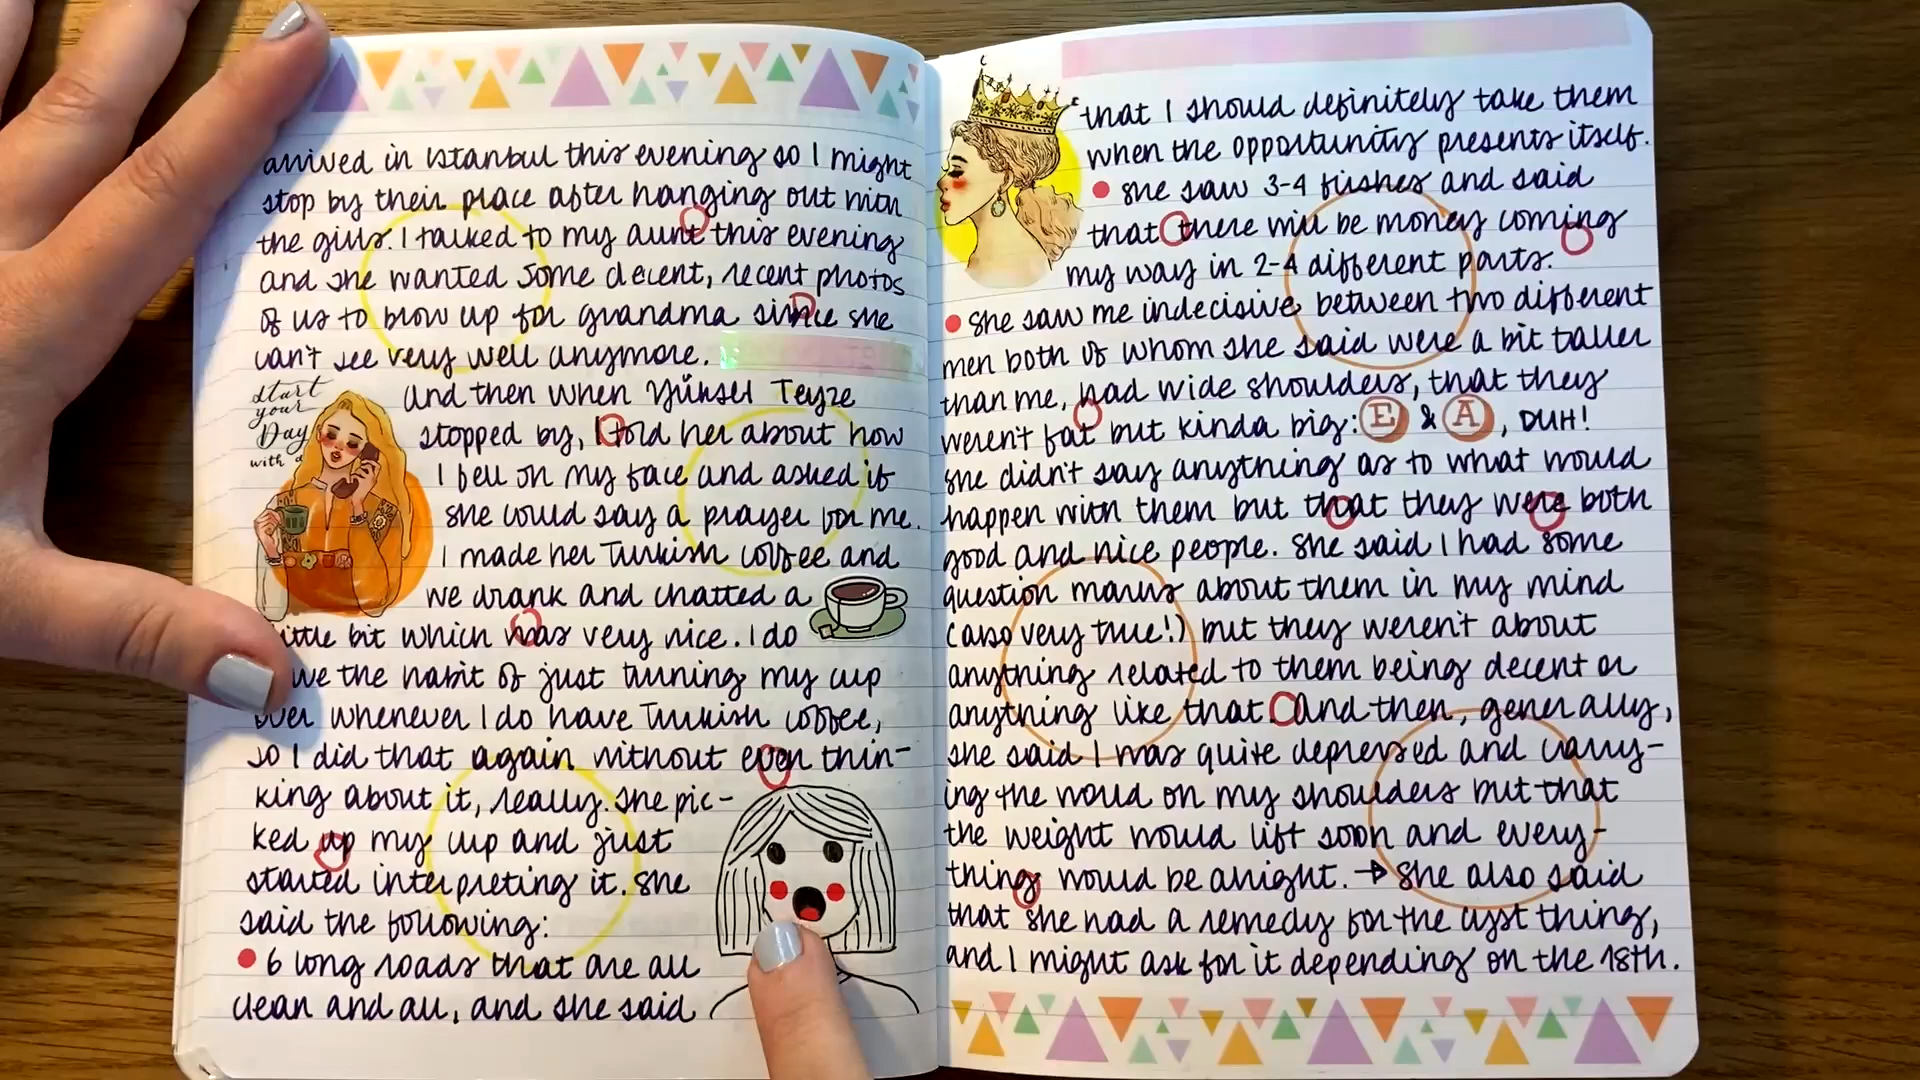 arrived in istanbul this evening so I might
stop by their place after hanging out with
the girls. I talked to my aunt this evening
and she wanted some decent, recent photos
of us to blow up for grandma since she
can't see very well anymore.
start
your
Day
with a
And then when Yüksel Teyze
stopped by, I told her about how
I fell on my face and asked if
she could say a prayer for me.
I made her Turkish coffee and
we drank and chatted a
little bit which was very nice. I do
the habit of just turning my cup
over whenever I do have Turkish coffee,
so I did that again without even thin-
king about it, really. She pic-
ked up my cup and just
started interpreting it. She
said the following:
• 6 long roads that are all
clean and all, and she said
that I should definitely take them
when the opportunity presents itself.
• She saw 3-4 fishes and said
that there will be money coming
my way in 2-4 different parts.
• She saw me indecisive between two different
men both of whom she said were a bit taller
than me, had wide shoulders, that they
weren't fat but kinda big: E & A, DUH!
She didn't say anything as to what would
happen with them but that they were both
good and nice people. She said I had some
question marks about them in my mind
(also very true!) but they weren't about
anything related to them being decent or
anything like that. And then, generally,
she said I was quite depressed and carry-
ing the world on my shoulders but that
the weight would lift soon and every-
thing would be alright. → She also said
that she had a remedy for the cyst thing,
and I might ask for it depending on the 18th.